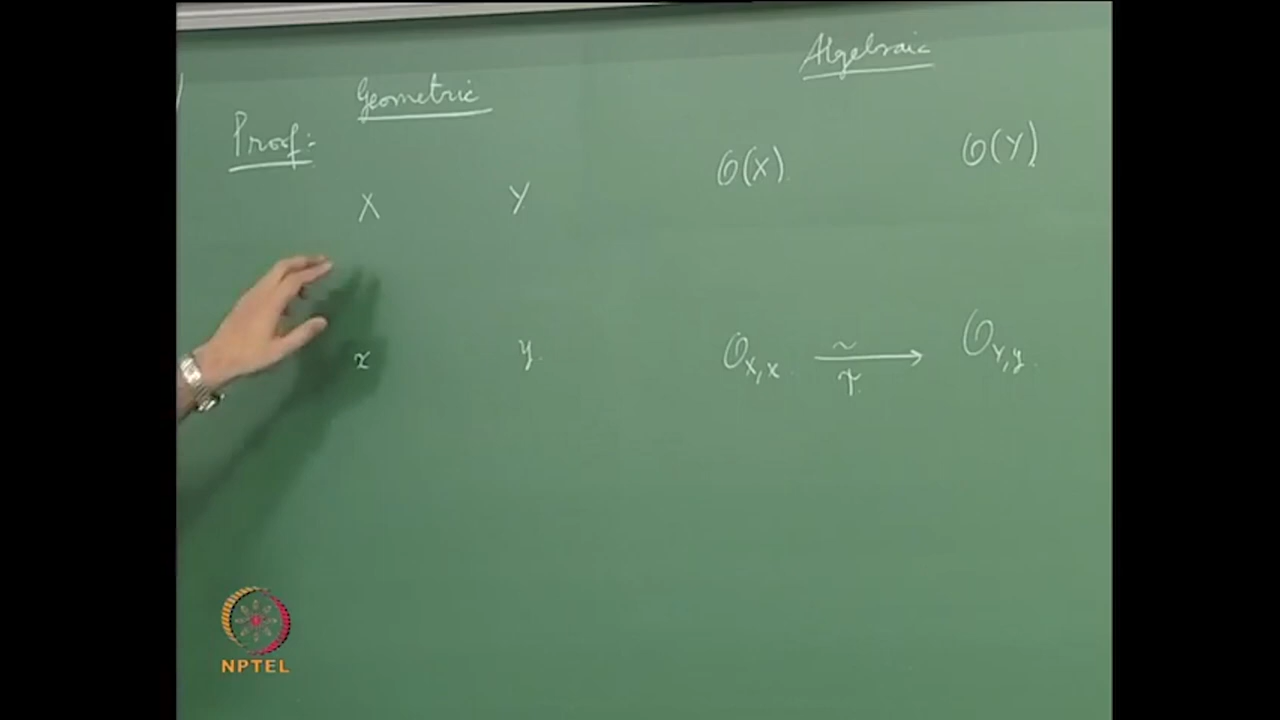 Geometric Algebraic
Proof:
X Y O(X) O(Y)
x y O_{X,x} ~→ O_{Y,y}
φ
NPTEL